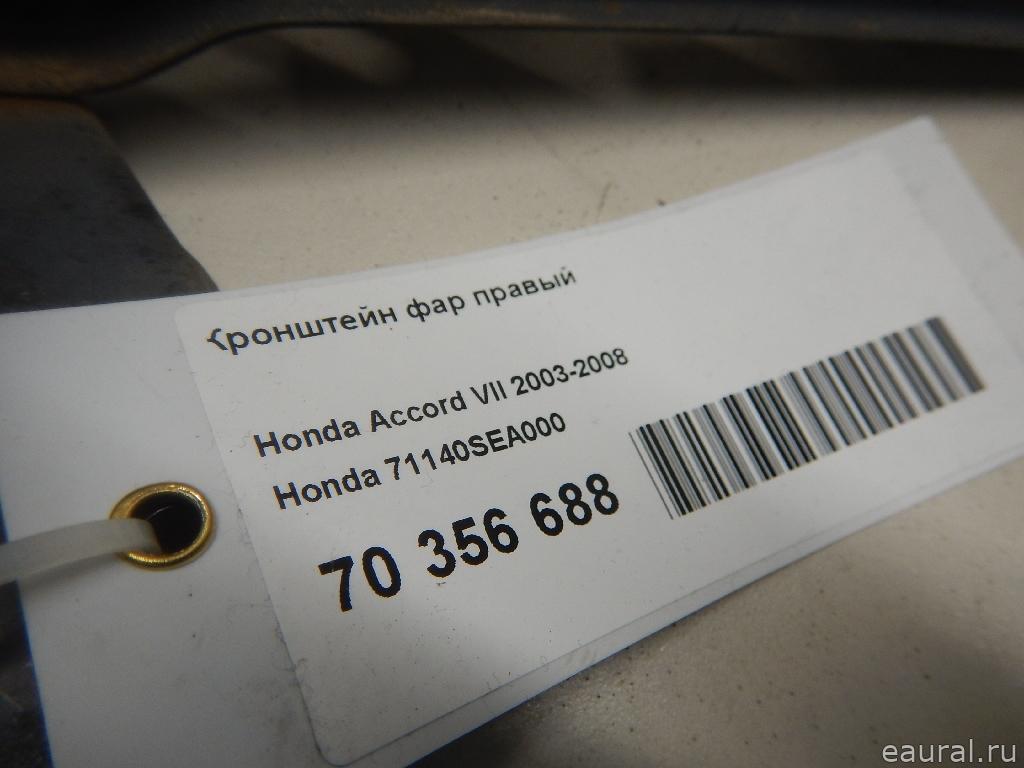 Кронштейн фар правый
Honda Accord VII 2003-2008
Honda 71140SEA000
70 356 688
eaural.ru